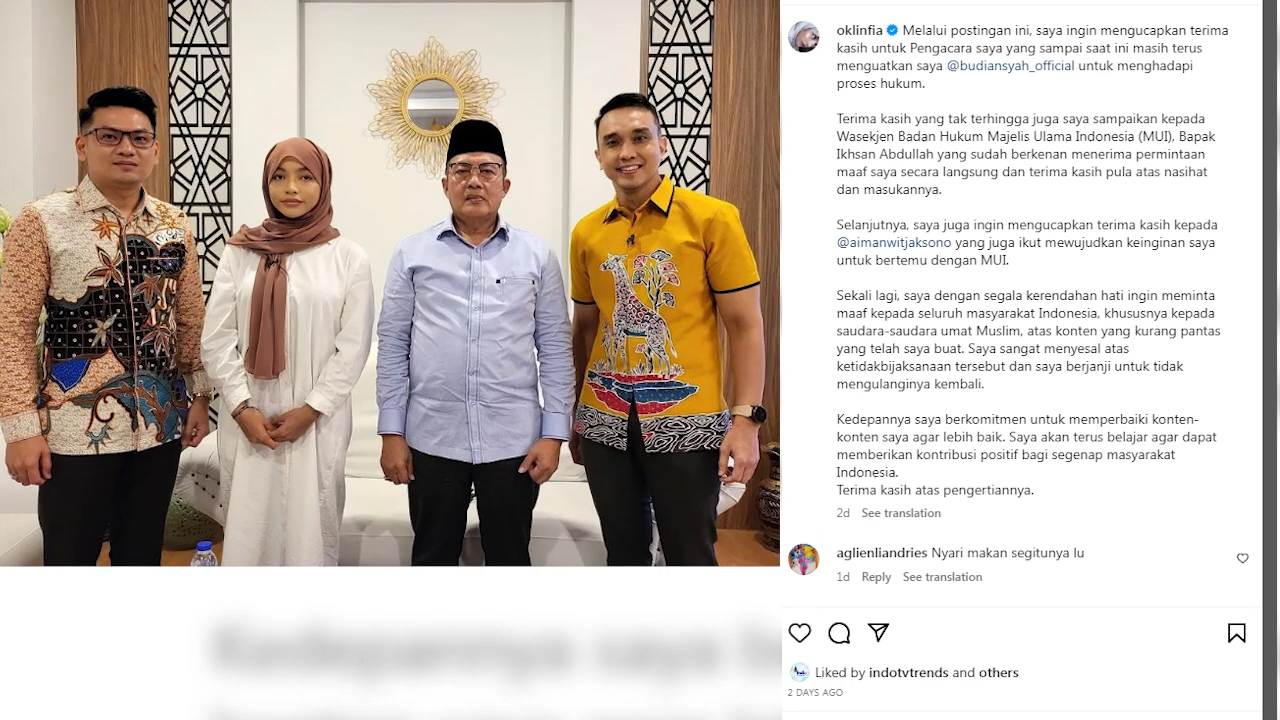 oklinfia Melalui postingan ini, saya ingin mengucapkan terima
kasih untuk Pengacara saya yang sampai saat ini masih terus
menguatkan saya @budiansyah_official untuk menghadapi
proses hukum.
Terima kasih yang tak terhingga juga saya sampaikan kepada
Wasekjen Badan Hukum Majelis Ulama Indonesia (MUI), Bapak
Ikhsan Abdullah yang sudah berkenan menerima permintaan
maaf saya secara langsung dan terima kasih pula atas nasihat
dan masukannya.
Selanjutnya, saya juga ingin mengucapkan terima kasih kepada
@aimanwitjaksono yang juga ikut mewujudkan keinginan saya
untuk bertemu dengan MUI.
Sekali lagi, saya dengan segala kerendahan hati ingin meminta
maaf kepada seluruh masyarakat Indonesia, khususnya kepada
saudara-saudara umat Muslim, atas konten yang kurang pantas
yang telah saya buat. Saya sangat menyesal atas
ketidakbijaksanaan tersebut dan saya berjanji untuk tidak
mengulanginya kembali.
Kedepannya saya berkomitmen untuk memperbaiki konten-
konten saya agar lebih baik. Saya akan terus belajar agar dapat
memberikan kontribusi positif bagi segenap masyarakat
Indonesia.
Terima kasih atas pengertiannya.
2d See translation
aglienliandries Nyari makan segitunya lu
1d Reply See translation
Liked by indotvtrends and others
2 DAYS AGO
Kedepannya saya be